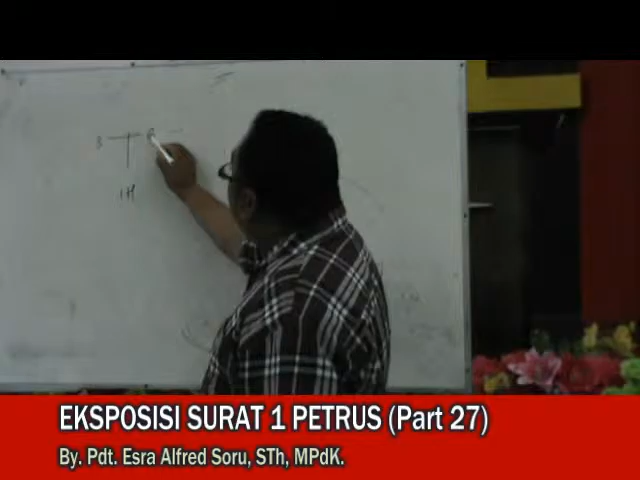 EKSPOSISI SURAT 1 PETRUS (Part 27)
By. Pdt. Esra Alfred Soru, STh, MPdK.